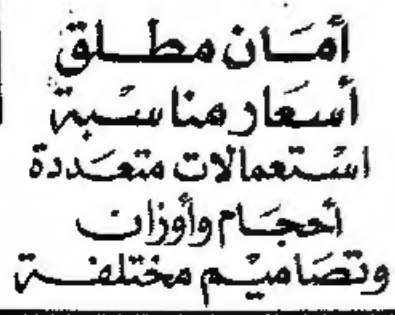 أمان مطلق
أسعار مناسبة
استعمالات متعددة
أحجام وأوزان
وتصاميم مختلفة